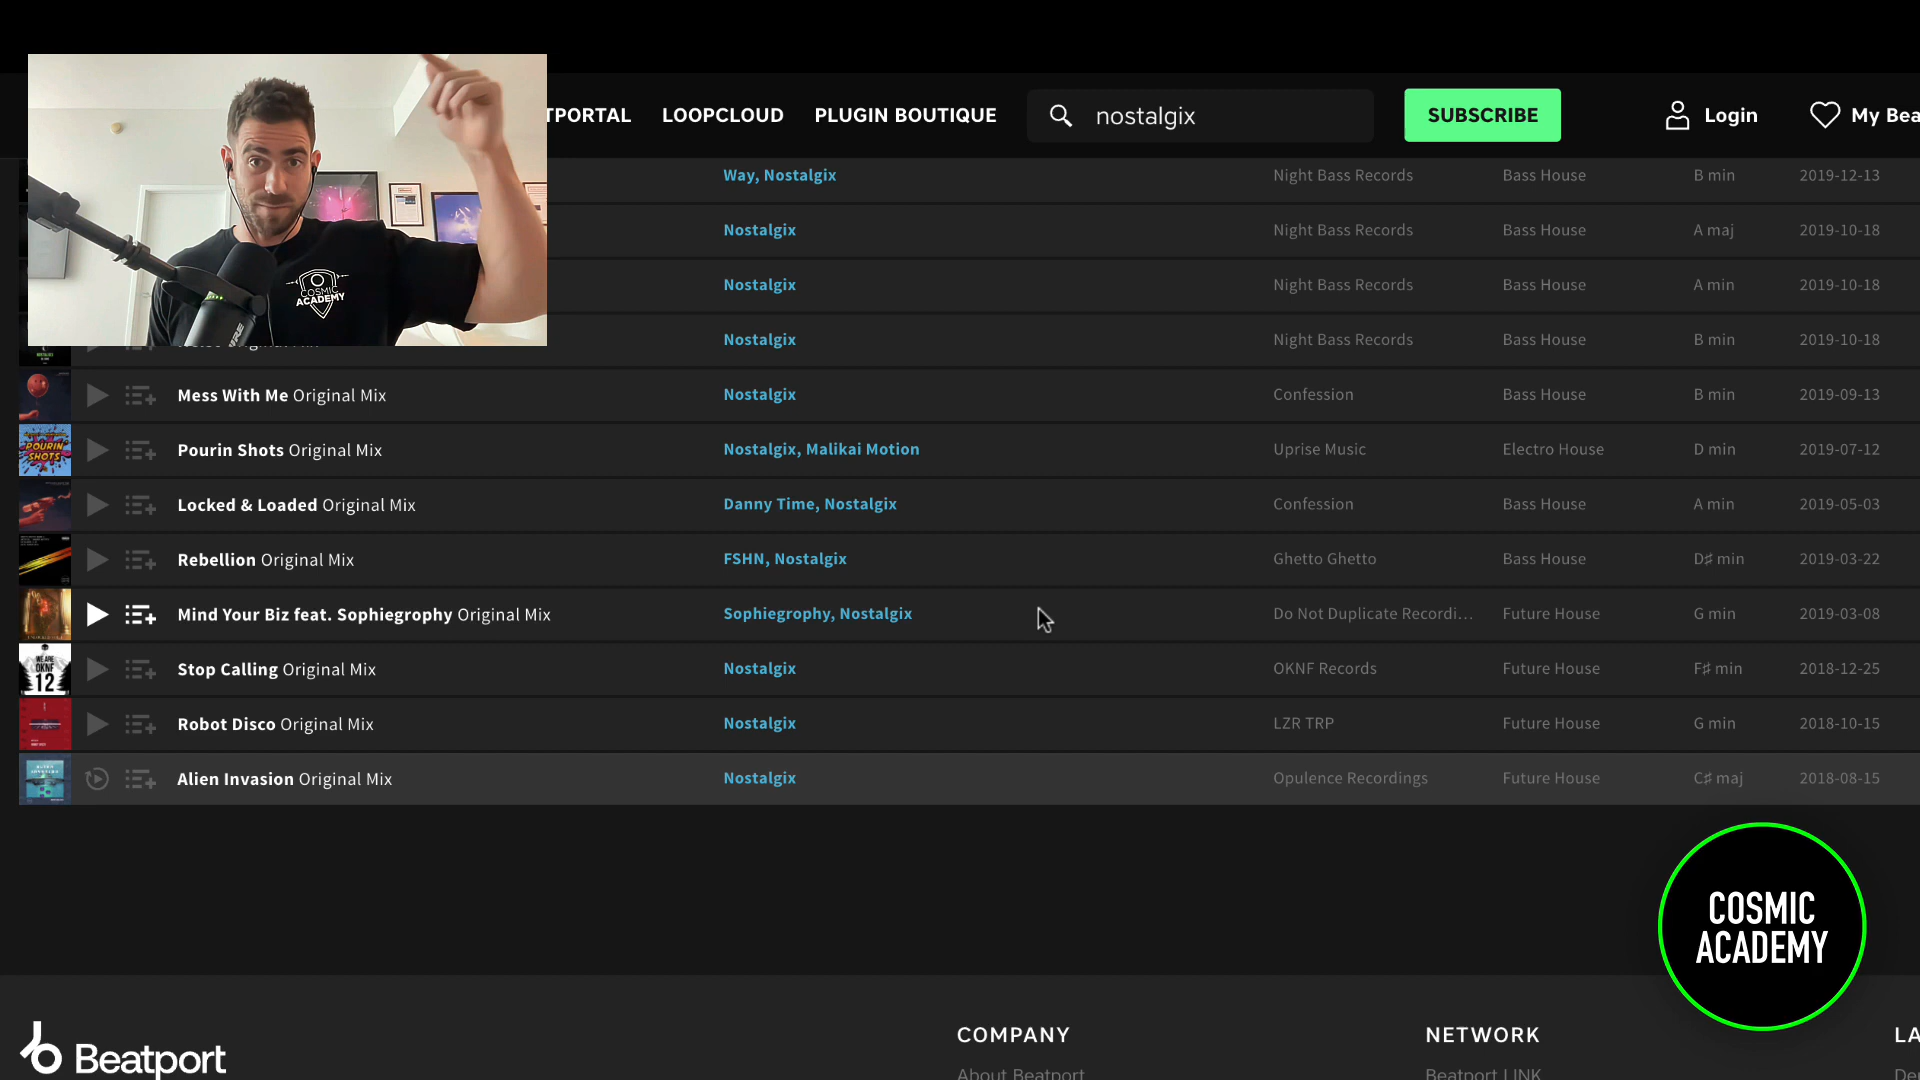 TPORTAL LOOPCLOUD PLUGIN BOUTIQUE nostalgix SUBSCRIBE Login My Bea
Way, Nostalgix Night Bass Records Bass House B min 2019-12-13
Nostalgix Night Bass Records Bass House A maj 2019-10-18
Nostalgix Night Bass Records Bass House A min 2019-10-18
Nostalgix Night Bass Records Bass House B min 2019-10-18
Mess With Me Original Mix Nostalgix Confession Bass House B min 2019-09-13
POURIN SHOTS Pourin Shots Original Mix Nostalgix, Malikai Motion Uprise Music Electro House D min 2019-07-12
Locked & Loaded Original Mix Danny Time, Nostalgix Confession Bass House A min 2019-05-03
Rebellion Original Mix FSHN, Nostalgix Ghetto Ghetto Bass House D♯ min 2019-03-22
Mind Your Biz feat. Sophiegrophy Original Mix Sophiegrophy, Nostalgix Do Not Duplicate Recordi... Future House G min 2019-03-08
WE ARE OKNF 12 Stop Calling Original Mix Nostalgix OKNF Records Future House F♯ min 2018-12-25
Robot Disco Original Mix Nostalgix LZR TRP Future House G min 2018-10-15
Alien Invasion Original Mix Nostalgix Opulence Recordings Future House C♯ maj 2018-08-15
COSMIC
ACADEMY
COSMIC
ACADEMY
Beatport COMPANY NETWORK LA
About Beatport Beatport LINK